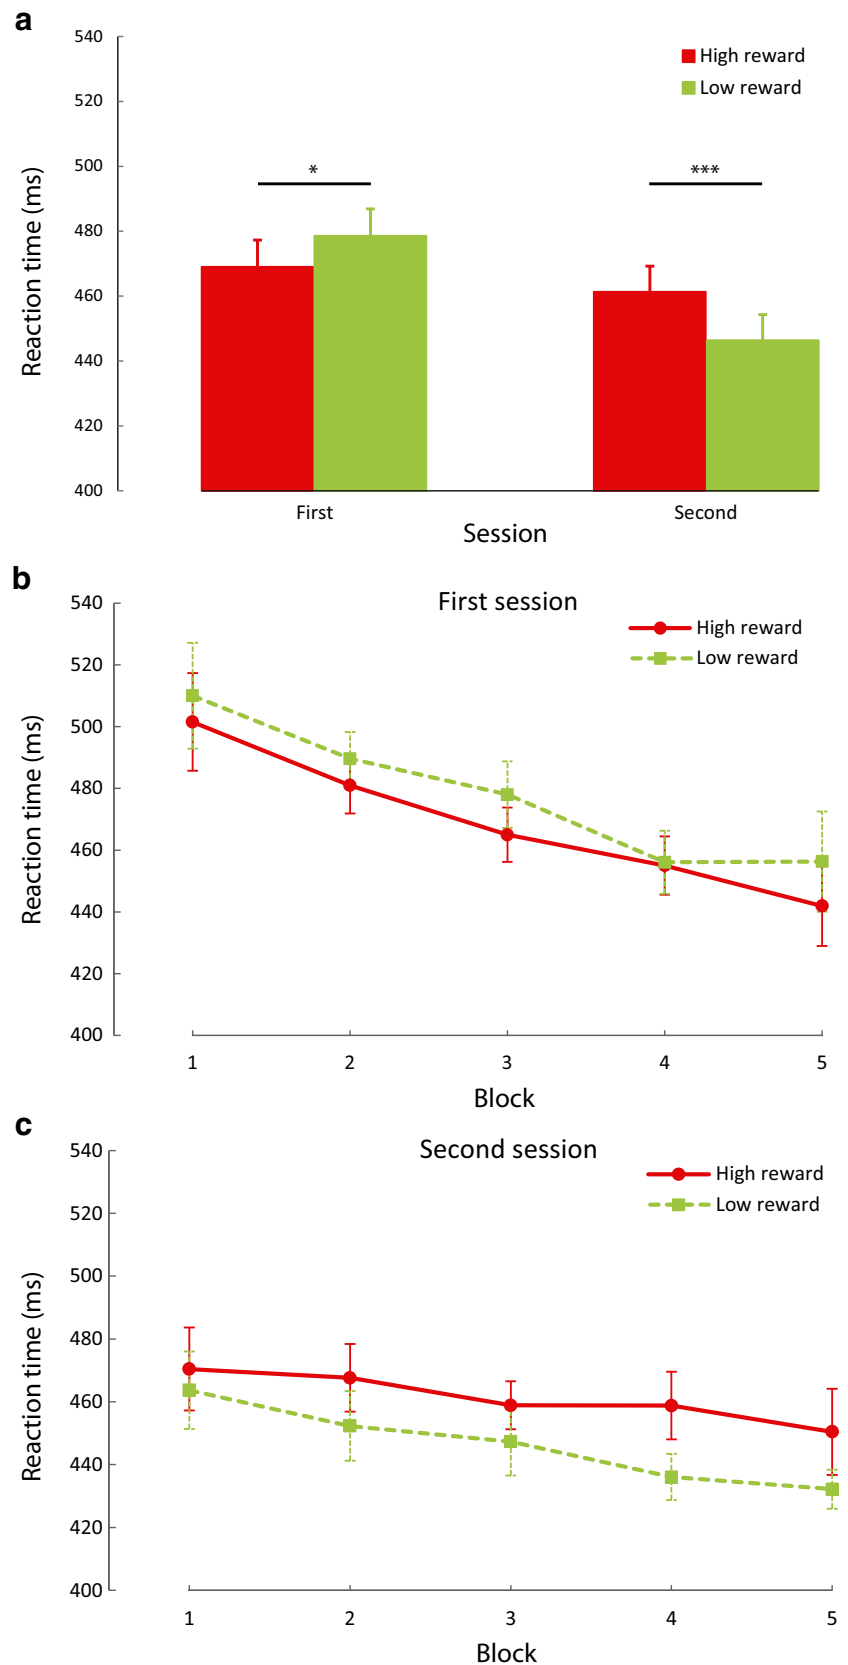 a
540
520
500
480
460
440
420
400
Reaction time (ms)
High reward
Low reward
*
***
First
Second
Session
b
First session
540
520
500
480
460
440
420
400
Reaction time (ms)
High reward
Low reward
1 2 3 4 5
Block
c
Second session
540
520
500
480
460
440
420
400
Reaction time (ms)
High reward
Low reward
1 2 3 4 5
Block